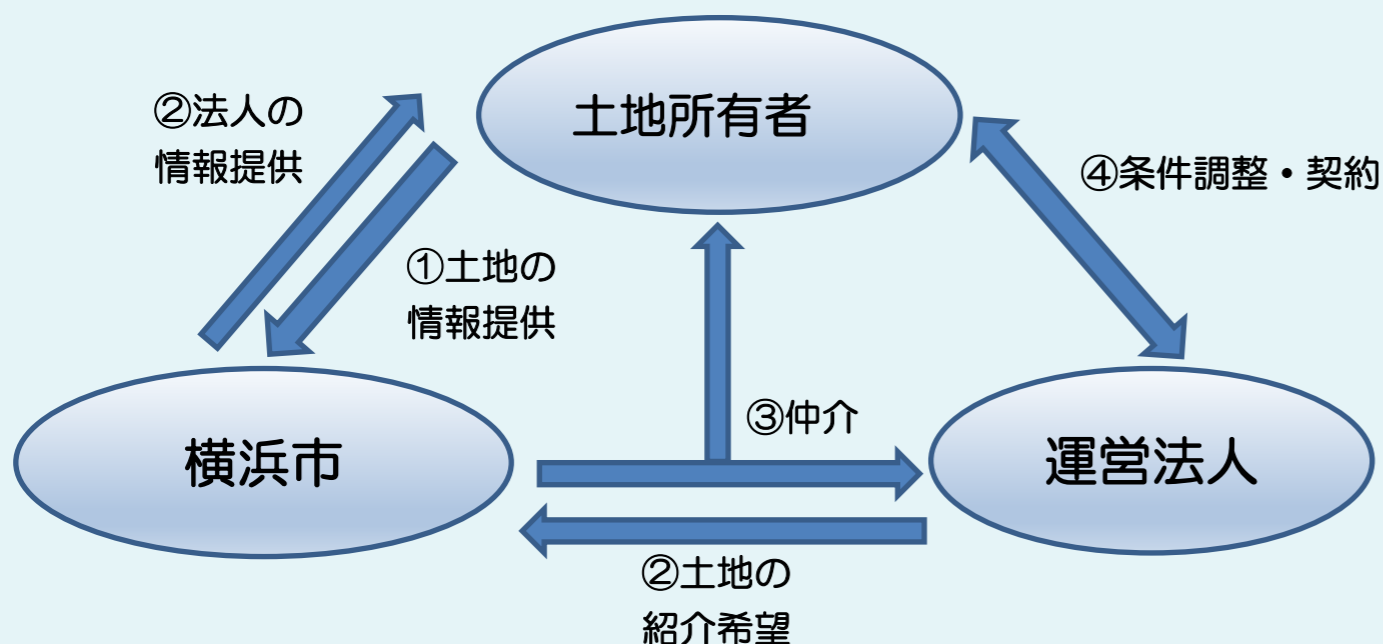 ②法人の
情報提供
土地所有者
④条件調整・契約
①土地の
情報提供
③仲介
横浜市
運営法人
②土地の
紹介希望